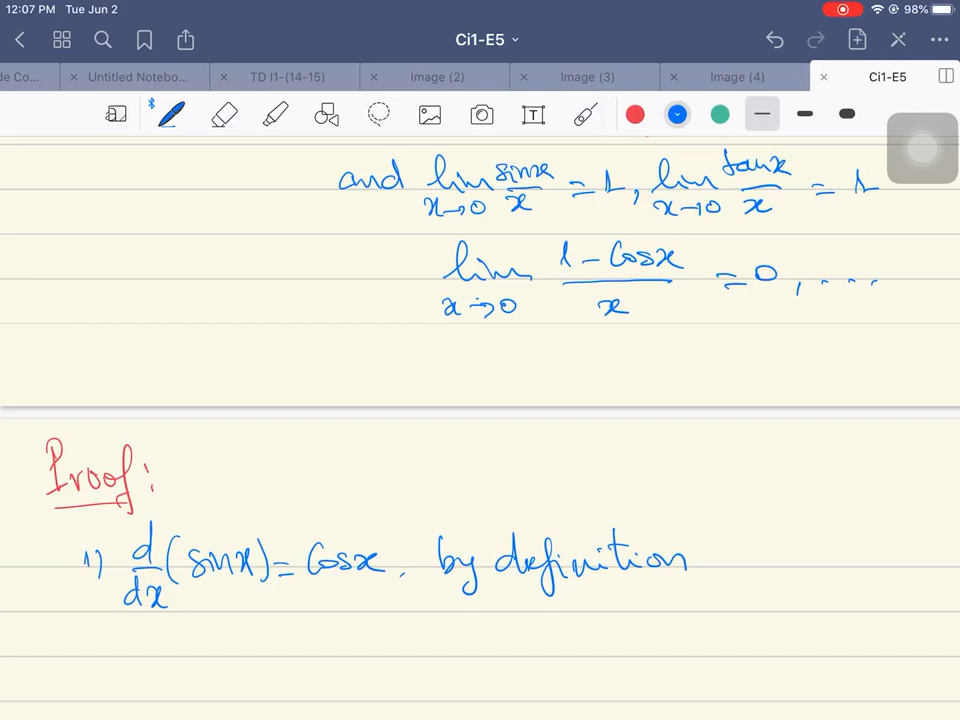 12:07 PM Tue Jun 2 98%
Ci1-E5
de Co... Untitled Notebo... TD I1-(14-15) Image (2) Image (3) Image (4) Ci1-E5
and lim x→0 sinx/x = 1, lim x→0 tanx/x = 1
lim x→0 1 - Cosx/x = 0, ....
Proof:
1) d/dx (sinx) = Cosx. by definition